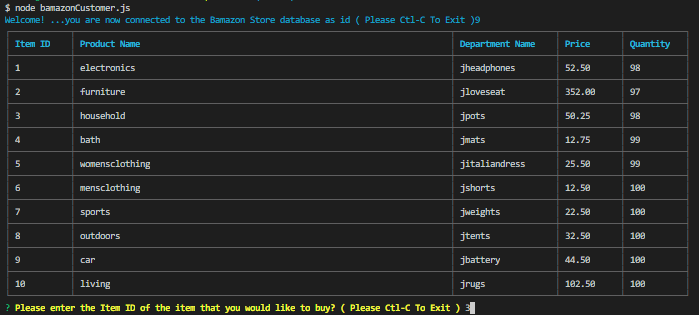 $ node bamazonCustomer.js
Welcome! ...you are now connected to the Bamazon Store database as id ( Please Ctl-C To Exit )9
Item ID Product Name Department Name Price Quantity
1 electronics jheadphones 52.50 98
2 furniture jloveseat 352.00 97
3 household jpots 50.25 98
4 bath jmats 12.75 99
5 womensclothing jitaliandress 25.50 99
6 mensclothing jshorts 12.50 100
7 sports jweights 22.50 100
8 outdoors jtents 32.50 100
9 car jbattery 44.50 100
10 living jrugs 102.50 100
? Please enter the Item ID of the item that you would like to buy? ( Please Ctl-C To Exit ) 3